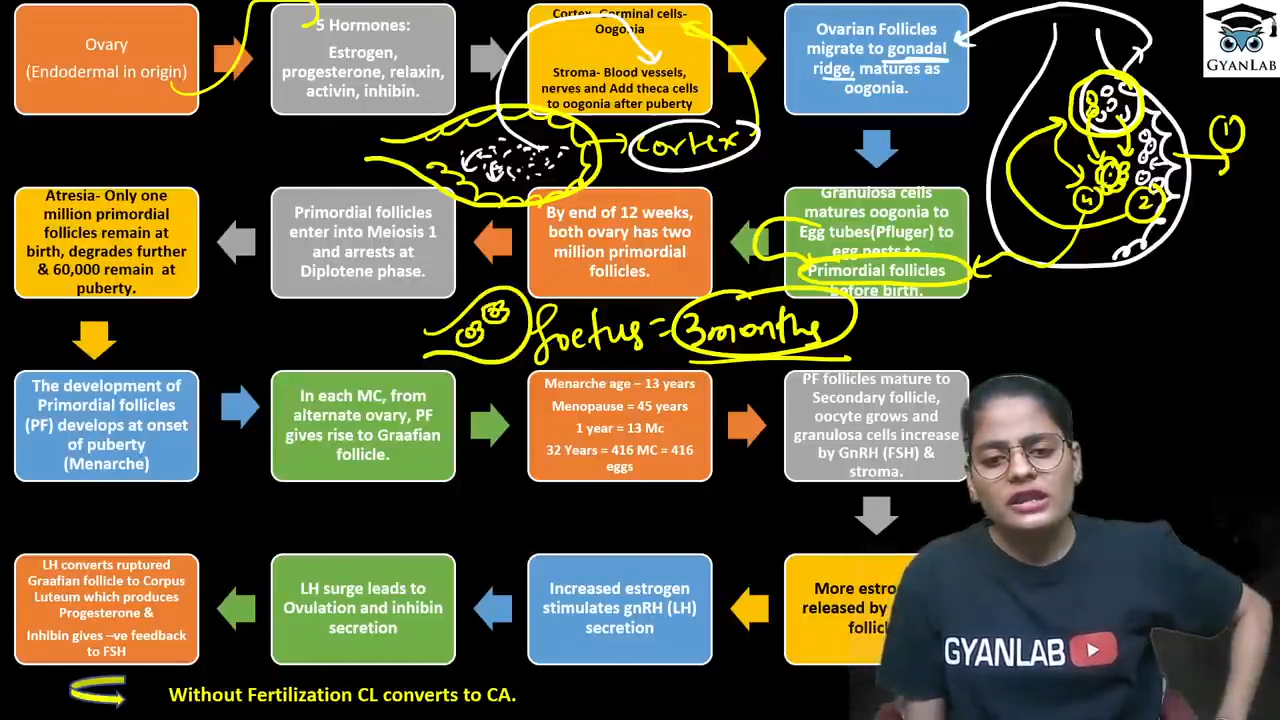 Ovary
(Endodermal in origin)
5 Hormones:
Estrogen,
progesterone, relaxin,
activin, inhibin.
Cortex- Germinal cells-
Oogonia
Stroma- Blood vessels,
nerves and Add theca cells
to oogonia after puberty
Ovarian Follicles
migrate to gonadal
ridge, matures as
oogonia.
GYANLAB
cortex
1
4
2
Granulosa cells
matures oogonia to
Egg tubes(Pfluger) to
egg nests to
Primordial follicles
before birth.
By end of 12 weeks,
both ovary has two
million primordial
follicles.
Primordial follicles
enter into Meiosis 1
and arrests at
Diplotene phase.
Atresia- Only one
million primordial
follicles remain at
birth, degrades further
& 60,000 remain at
puberty.
foetus = 3 months
The development of
Primordial follicles
(PF) develops at onset
of puberty
(Menarche)
In each MC, from
alternate ovary, PF
gives rise to Graafian
follicle.
Menarche age – 13 years
Menopause = 45 years
1 year = 13 Mc
32 Years = 416 MC = 416
eggs
PF follicles mature to
Secondary follicle,
oocyte grows and
granulosa cells increase
by GnRH (FSH) &
stroma.
More estro
released by
follic
Increased estrogen
stimulates gnRH (LH)
secretion
LH surge leads to
Ovulation and inhibin
secretion
LH converts ruptured
Graafian follicle to Corpus
Luteum which produces
Progesterone &
Inhibin gives –ve feedback
to FSH
Without Fertilization CL converts to CA.
GYANLAB